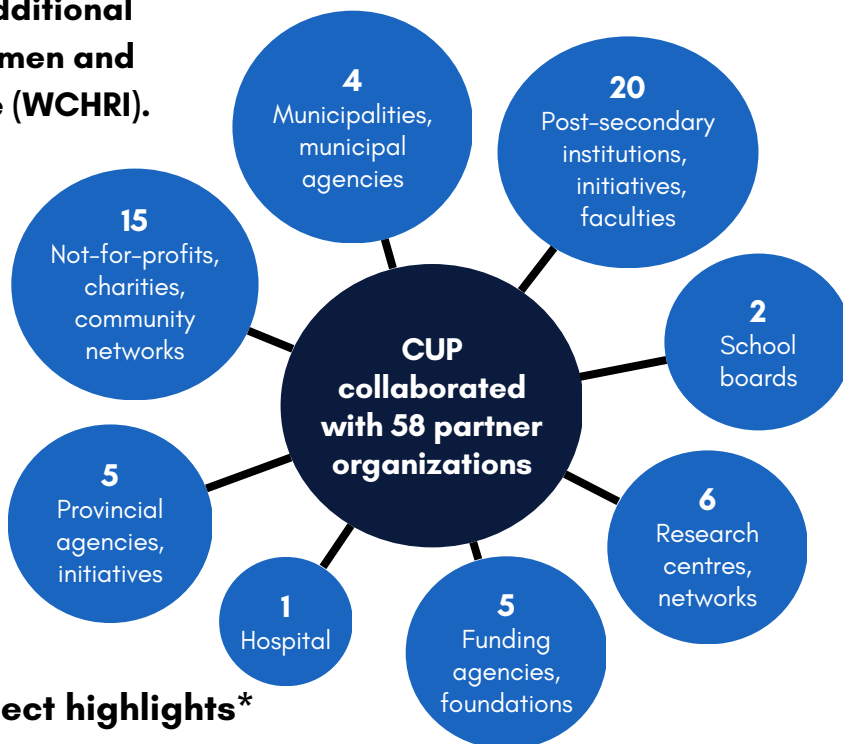 dditional
men and
e (WCHRI).
4
Municipalities,
municipal
agencies
20
Post-secondary
institutions,
initiatives,
faculties
15
Not-for-profits,
charities,
community
networks
2
School
boards
CUP
collaborated
with 58 partner
organizations
5
Provincial
agencies,
initiatives
6
Research
centres,
networks
1
Hospital
5
Funding
agencies,
foundations
ect highlights*